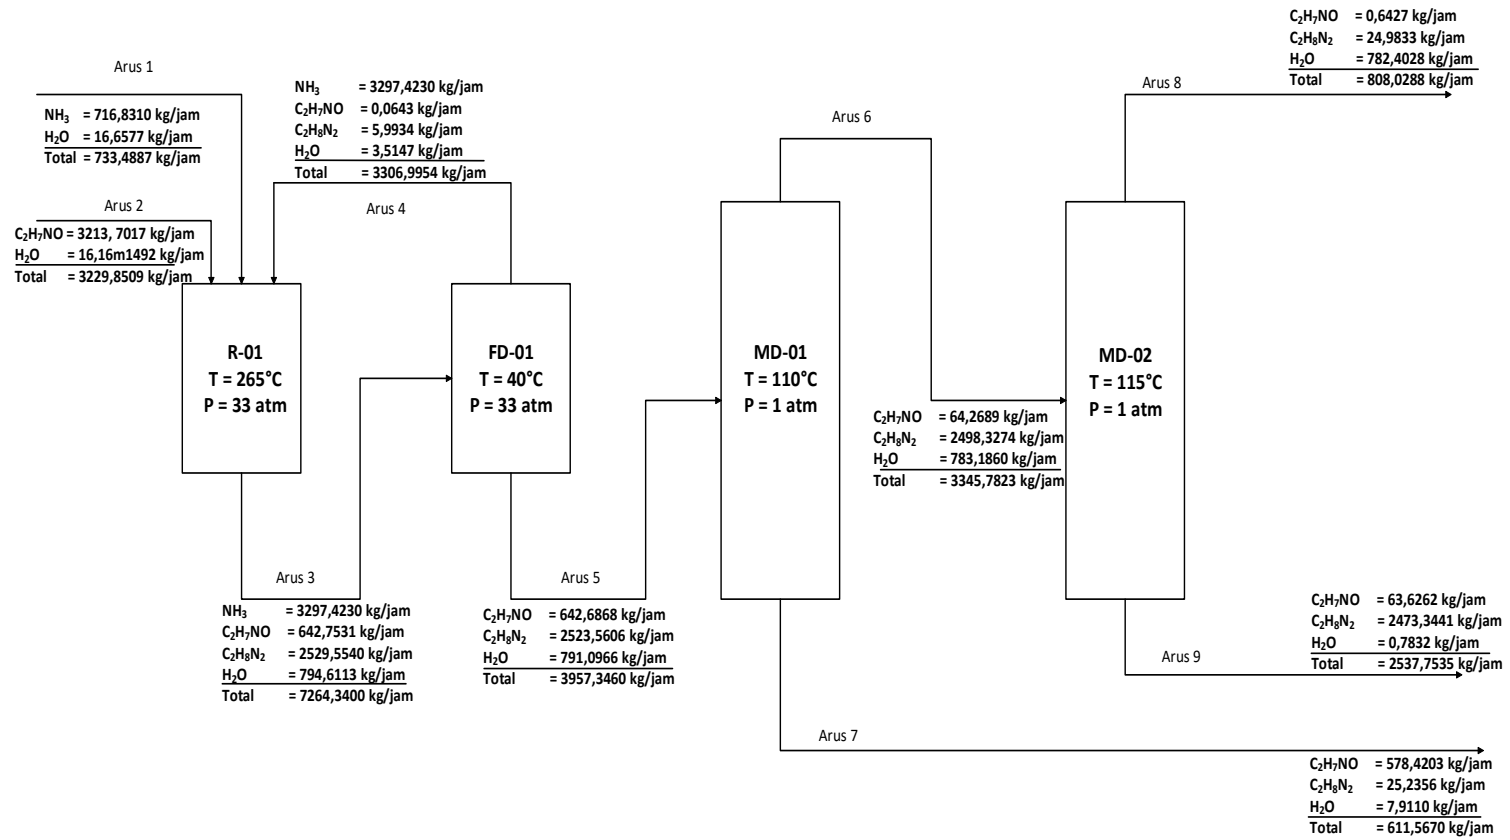 Arus 1
NH₃ = 716,8310 kg/jam
H₂O = 16,6577 kg/jam
Total = 733,4887 kg/jam
Arus 2
C₂H₇NO = 3213, 7017 kg/jam
H₂O = 16,16m1492 kg/jam
Total = 3229,8509 kg/jam
NH₃ = 3297,4230 kg/jam
C₂H₇NO = 0,0643 kg/jam
C₂H₈N₂ = 5,9934 kg/jam
H₂O = 3,5147 kg/jam
Total = 3306,9954 kg/jam
Arus 4
R-01
T = 265°C
P = 33 atm
FD-01
T = 40°C
P = 33 atm
Arus 3
NH₃ = 3297,4230 kg/jam
C₂H₇NO = 642,7531 kg/jam
C₂H₈N₂ = 2529,5540 kg/jam
H₂O = 794,6113 kg/jam
Total = 7264,3400 kg/jam
Arus 5
C₂H₇NO = 642,6868 kg/jam
C₂H₈N₂ = 2523,5606 kg/jam
H₂O = 791,0966 kg/jam
Total = 3957,3460 kg/jam
MD-01
T = 110°C
P = 1 atm
Arus 6
C₂H₇NO = 64,2689 kg/jam
C₂H₈N₂ = 2498,3274 kg/jam
H₂O = 783,1860 kg/jam
Total = 3345,7823 kg/jam
MD-02
T = 115°C
P = 1 atm
Arus 8
C₂H₇NO = 0,6427 kg/jam
C₂H₈N₂ = 24,9833 kg/jam
H₂O = 782,4028 kg/jam
Total = 808,0288 kg/jam
Arus 9
C₂H₇NO = 63,6262 kg/jam
C₂H₈N₂ = 2473,3441 kg/jam
H₂O = 0,7832 kg/jam
Total = 2537,7535 kg/jam
Arus 7
C₂H₇NO = 578,4203 kg/jam
C₂H₈N₂ = 25,2356 kg/jam
H₂O = 7,9110 kg/jam
Total = 611,5670 kg/jam